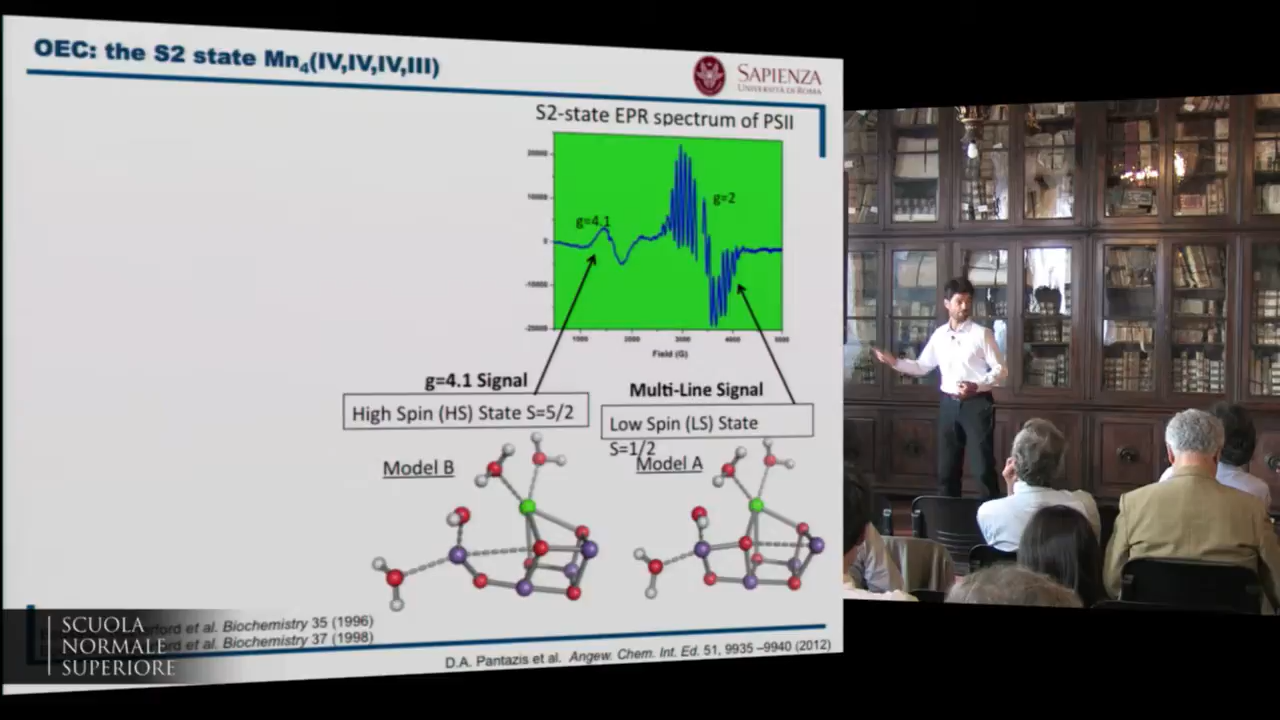 OEC: the S2 state Mn4(IV,IV,IV,III)
SAPIENZA
UNIVERSITÀ DI ROMA
S2-state EPR spectrum of PSII
20000
10000
0
-10000
-20000
g=4.1
g=2
1000 2000 3000 4000 5000
Field (G)
g=4.1 Signal
High Spin (HS) State S=5/2
Multi-Line Signal
Low Spin (LS) State
S=1/2
Model B
Model A
ford et al. Biochemistry 35 (1996)
ford et al. Biochemistry 37 (1998)
D.A. Pantazis et al. Angew. Chem. Int. Ed. 51, 9935 –9940 (2012)
SCUOLA
NORMALE
SUPERIORE